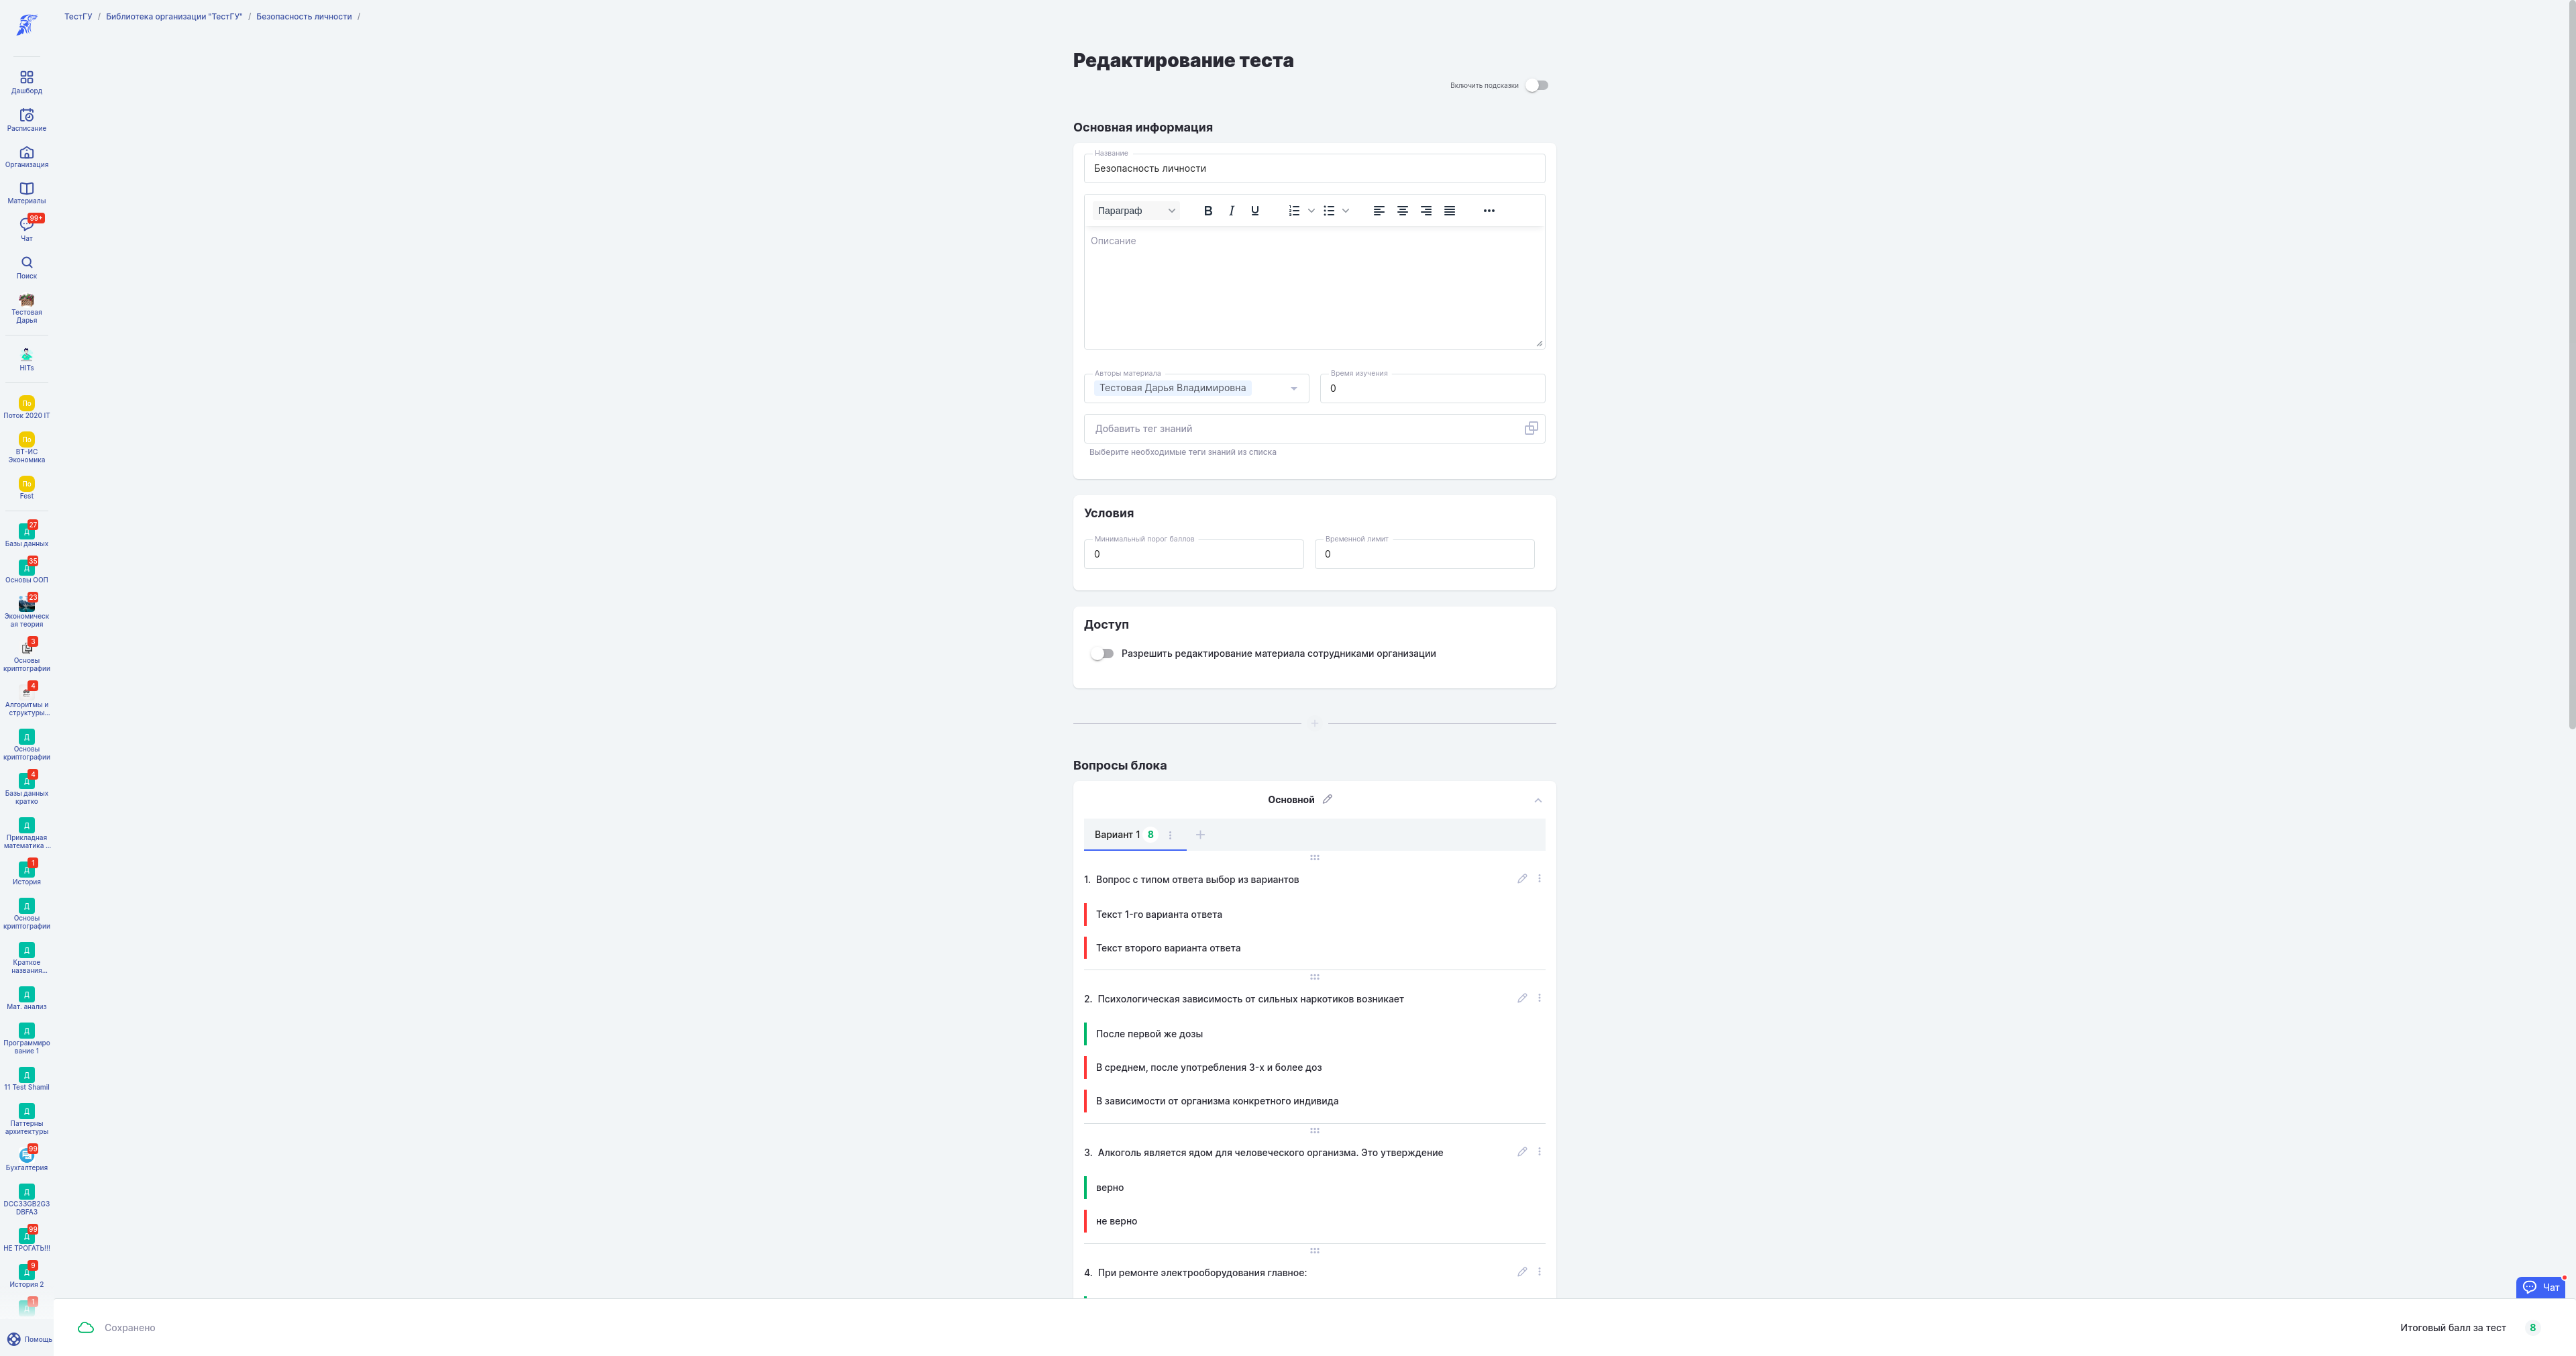 ТестГУ / Библиотека организации "ТестГУ" / Безопасность личности /
Дашборд
Расписание
Организация
Материалы
99+
Чат
Поиск
Тестовая
Дарья
HITs
По
Поток 2020 IT
По
ВТ-ИС
Экономика
По
Fest
27
Д
Базы данных
35
Д
Основы ООП
23
Экономическ
ая теория
3
Основы
криптографии
4
Алгоритмы и
структуры...
Д
Основы
криптографии
4
Д
Базы данных
кратко
Д
Прикладная
математика ...
1
Д
История
Д
Основы
криптографии
Д
Краткое
названия...
Д
Мат. анализ
Д
Программиро
вание 1
Д
11 Test Shamil
Д
Паттерны
архитектуры
99
Бухгалтерия
Д
DCC33GB2G3
DBFA3
99
Д
НЕ ТРОГАТЬ!!!
9
Д
История 2
1
Д
Помощь
Редактирование теста
Включить подсказки
Основная информация
Название
Безопасность личности
Параграф B I U
Описание
Авторы материала
Тестовая Дарья Владимировна
Время изучения
0
Добавить тег знаний
Выберите необходимые теги знаний из списка
Условия
Минимальный порог баллов
0
Временной лимит
0
Доступ
Разрешить редактирование материала сотрудниками организации
Вопросы блока
Основной
Вариант 1 8
1. Вопрос с типом ответа выбор из вариантов
Текст 1-го варианта ответа
Текст второго варианта ответа
2. Психологическая зависимость от сильных наркотиков возникает
После первой же дозы
В среднем, после употребления 3-х и более доз
В зависимости от организма конкретного индивида
3. Алкоголь является ядом для человеческого организма. Это утверждение
верно
не верно
4. При ремонте электрооборудования главное:
Чат
Сохранено
Итоговый балл за тест 8